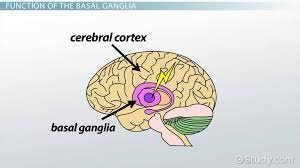 FUNCTION OF THE BASAL GANGLIA
cerebral cortex
basal ganglia
Study.com